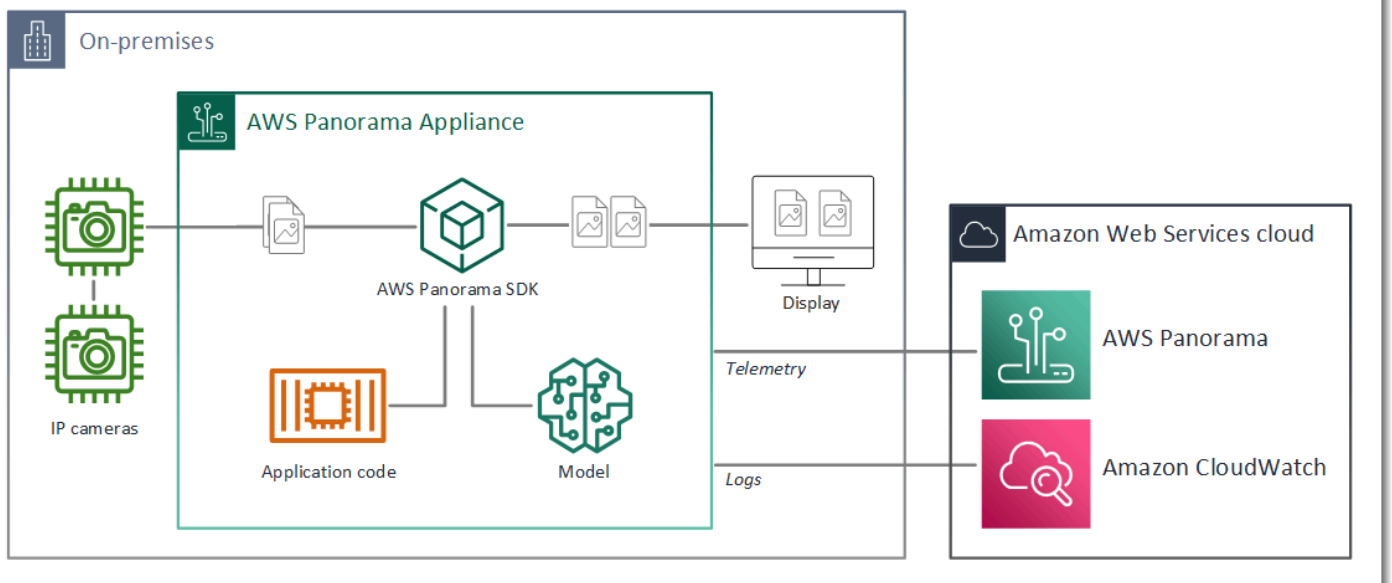 On-premises
AWS Panorama Appliance
AWS Panorama SDK
Display
IP cameras
Application code
Model
Telemetry
Logs
Amazon Web Services cloud
AWS Panorama
Amazon CloudWatch